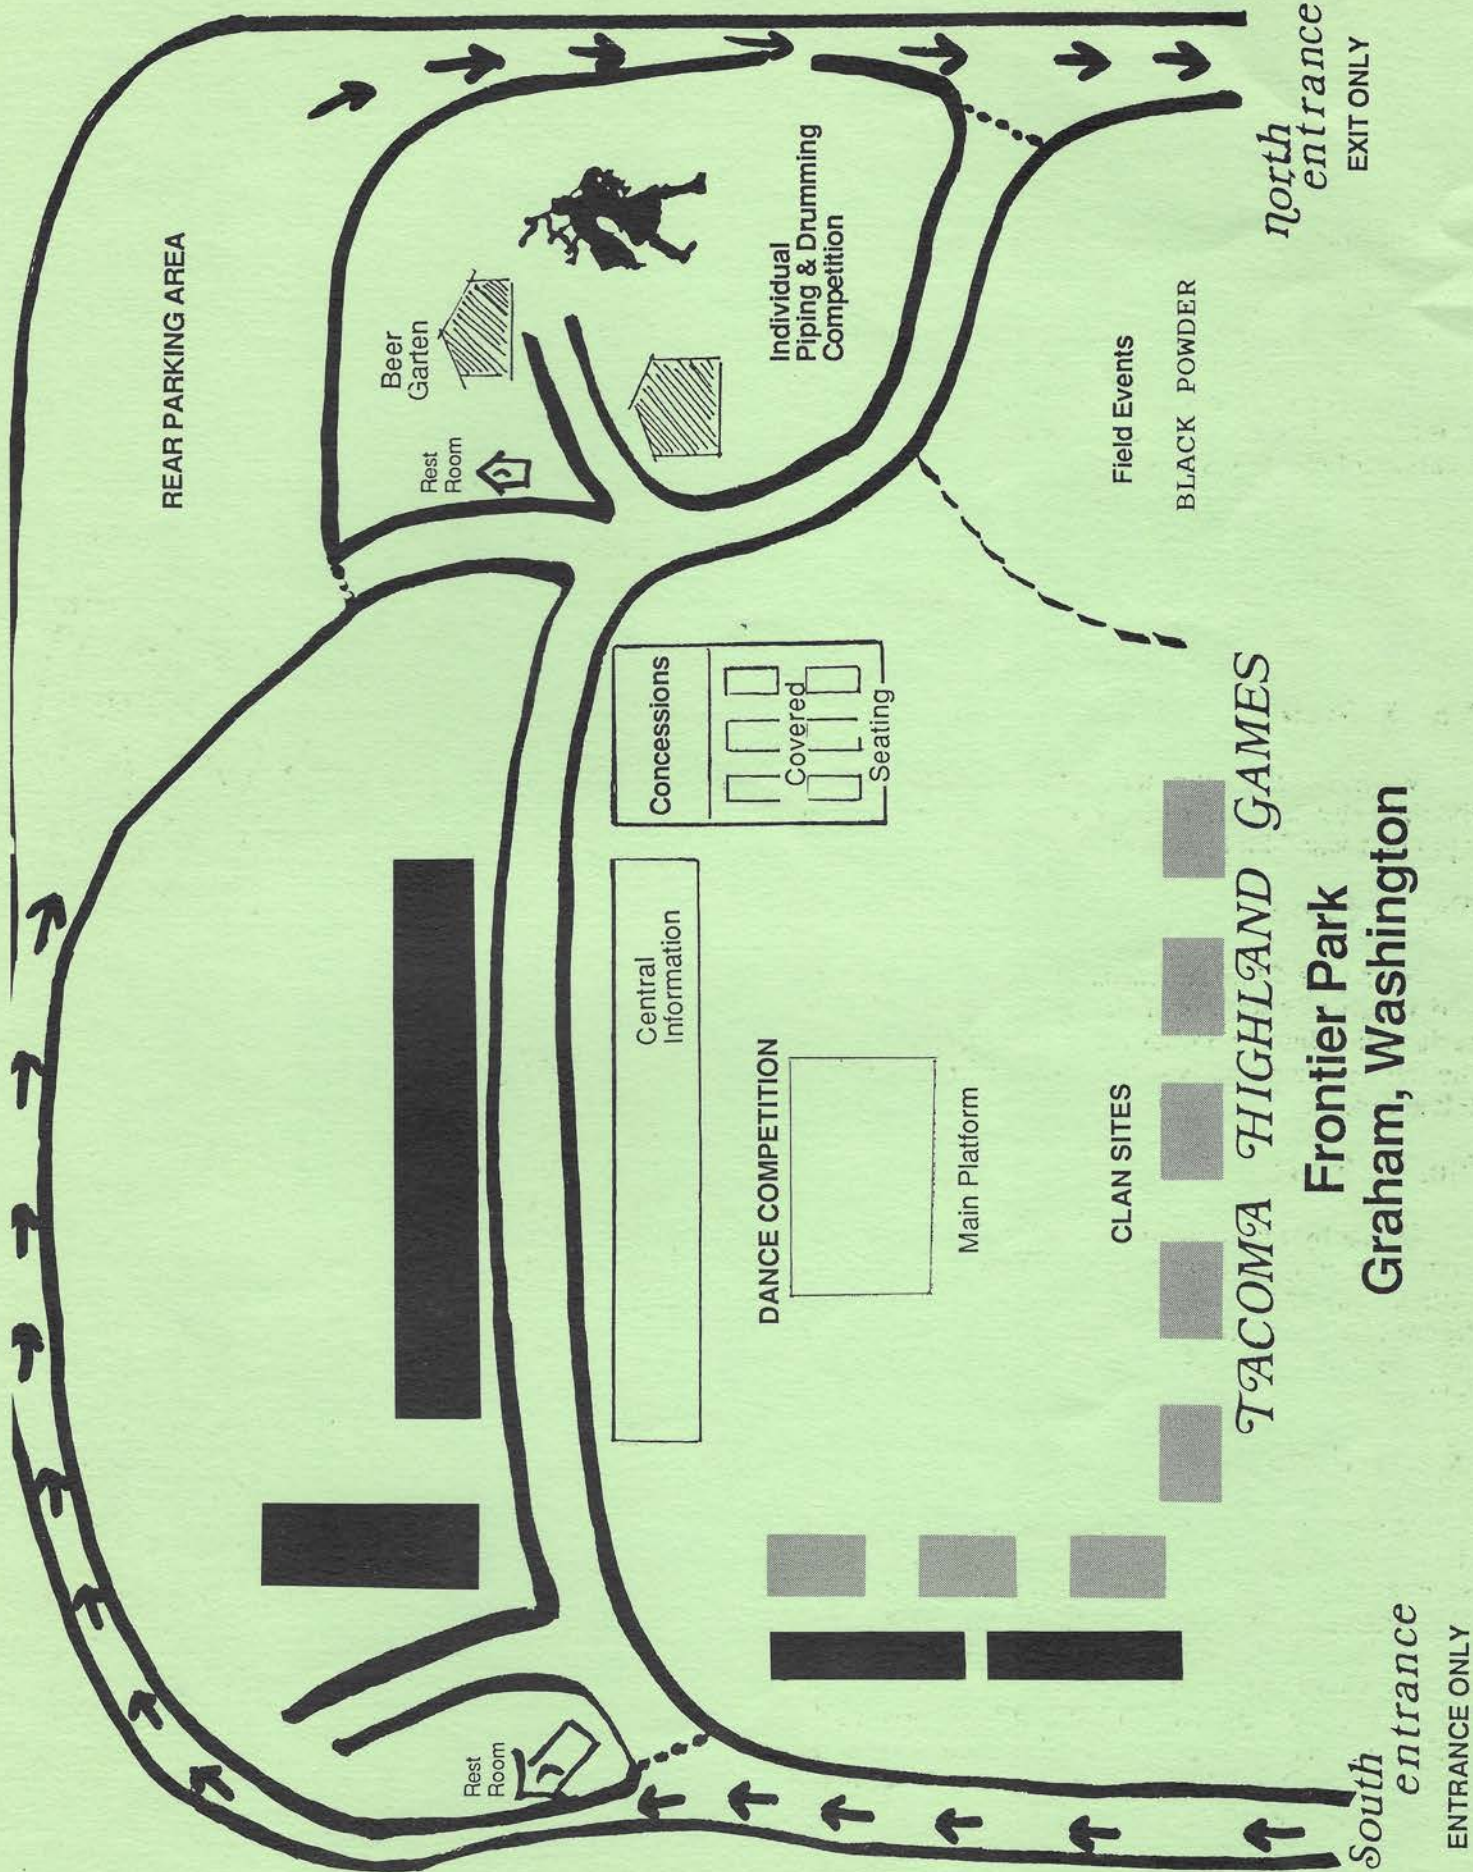 REAR PARKING AREA
Beer
Garten
Rest
Room
Individual
Piping & Drumming
Competition
Concessions
Covered
Seating
Central
Information
DANCE COMPETITION
Main Platform
Field Events
BLACK POWDER
CLAN SITES
Rest
Room
South
entrance
ENTRANCE ONLY
North
entrance
EXIT ONLY
TACOMA HIGHLAND GAMES
Frontier Park
Graham, Washington